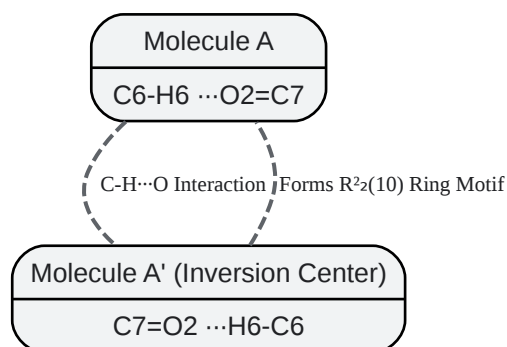 Molecule A
C6-H6 ···O2=C7
C-H···O Interaction
Forms R²₂(10) Ring Motif
Molecule A' (Inversion Center)
C7=O2 ···H6-C6